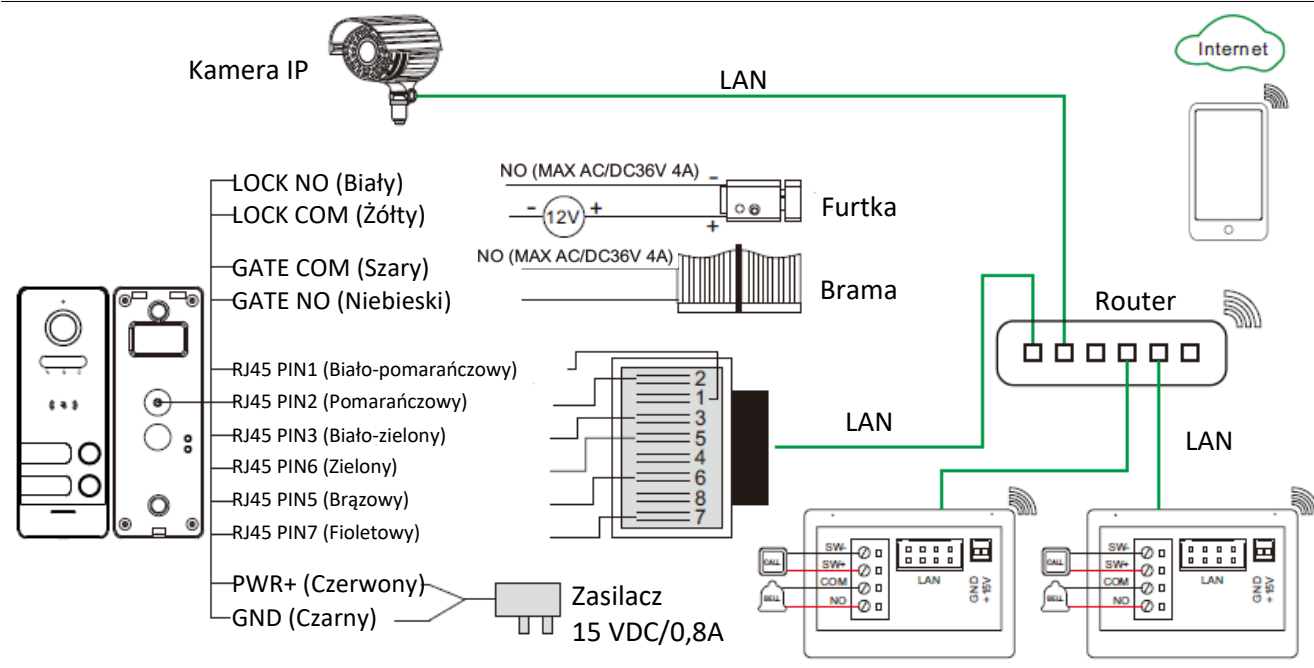 Kamera IP
LAN
Internet
LOCK NO (Biały)
LOCK COM (Żółty)
GATE COM (Szary)
GATE NO (Niebieski)
NO (MAX AC/DC36V 4A)
-
- 12V +
+
Furtka
NO (MAX AC/DC36V 4A)
Brama
Router
RJ45 PIN1 (Biało-pomarańczowy)
RJ45 PIN2 (Pomarańczowy)
RJ45 PIN3 (Biało-zielony)
RJ45 PIN6 (Zielony)
RJ45 PIN5 (Brązowy)
RJ45 PIN7 (Fioletowy)
2
1
3
5
4
6
8
7
LAN
LAN
PWR+ (Czerwony)
GND (Czarny)
Zasilacz
15 VDC/0,8A
CALL
BELL
SW-
SW+
COM
NO
LAN
GND
+15V
CALL
BELL
SW-
SW+
COM
NO
LAN
GND
+15V